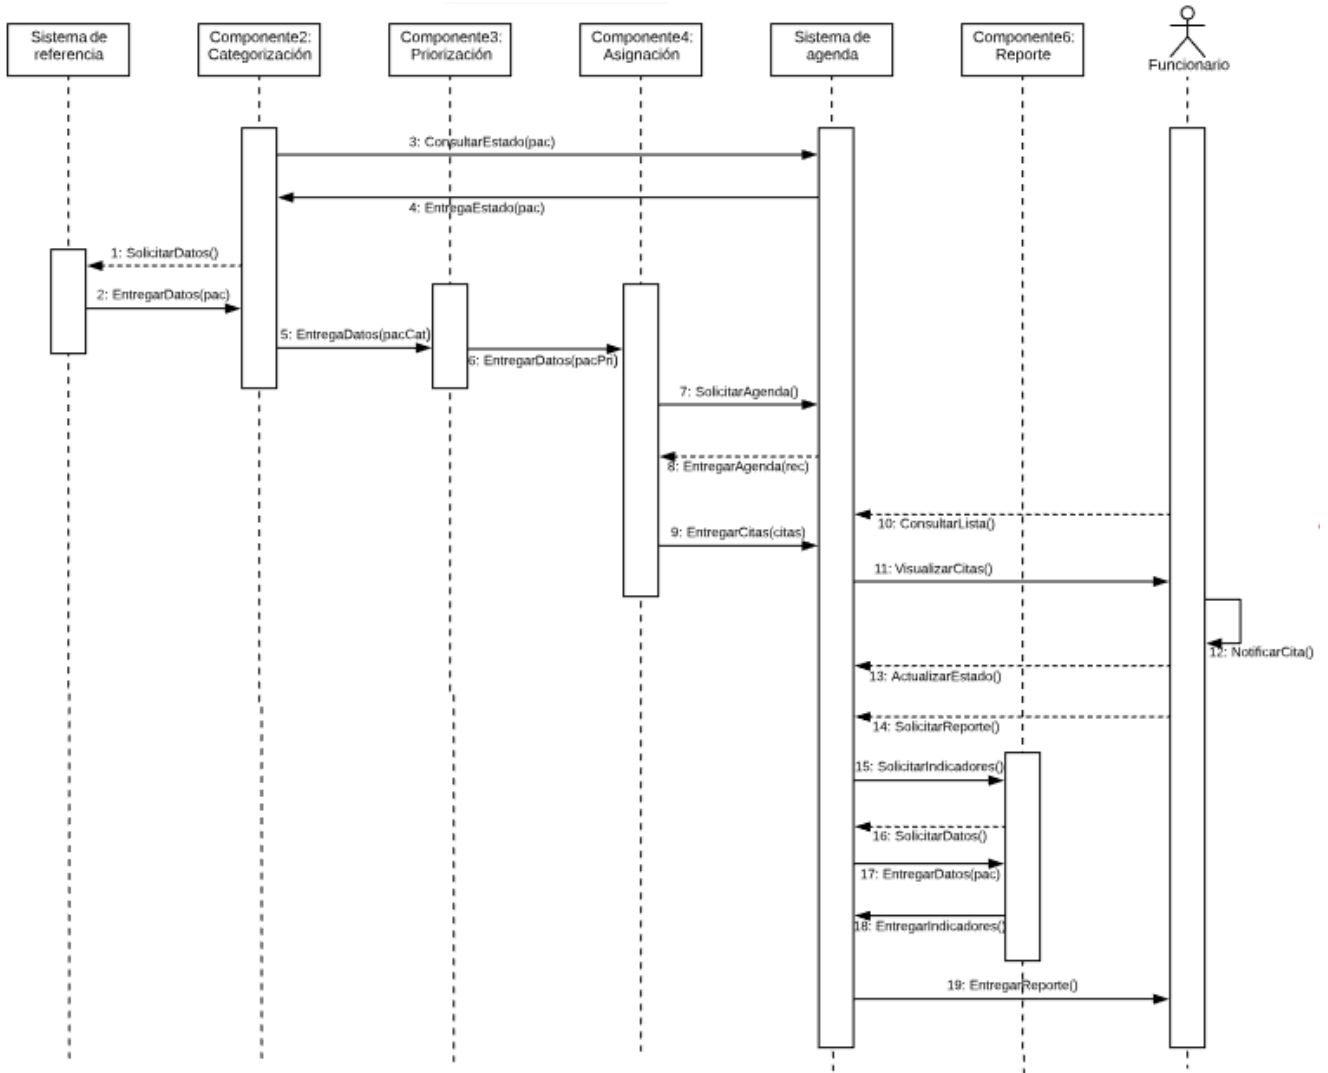 Sistema de
referencia
Componente2:
Categorización
Componente3:
Priorización
Componente4:
Asignación
Sistema de
agenda
Componente6:
Reporte
Funcionario
3: ConsultarEstado(pac)
4: EntregaEstado(pac)
1: SolicitarDatos()
2: EntregarDatos(pac)
5: EntregaDatos(pacCat)
6: EntregarDatos(pacPri)
7: SolicitarAgenda()
8: EntregarAgenda(rec)
10: ConsultarLista()
9: EntregarCitas(citas)
11: VisualizarCitas()
12: NotificarCita()
13: ActualizarEstado()
14: SolicitarReporte()
15: SolicitarIndicadores()
16: SolicitarDatos()
17: EntregarDatos(pac)
18: EntregarIndicadores()
19: EntregarReporte()